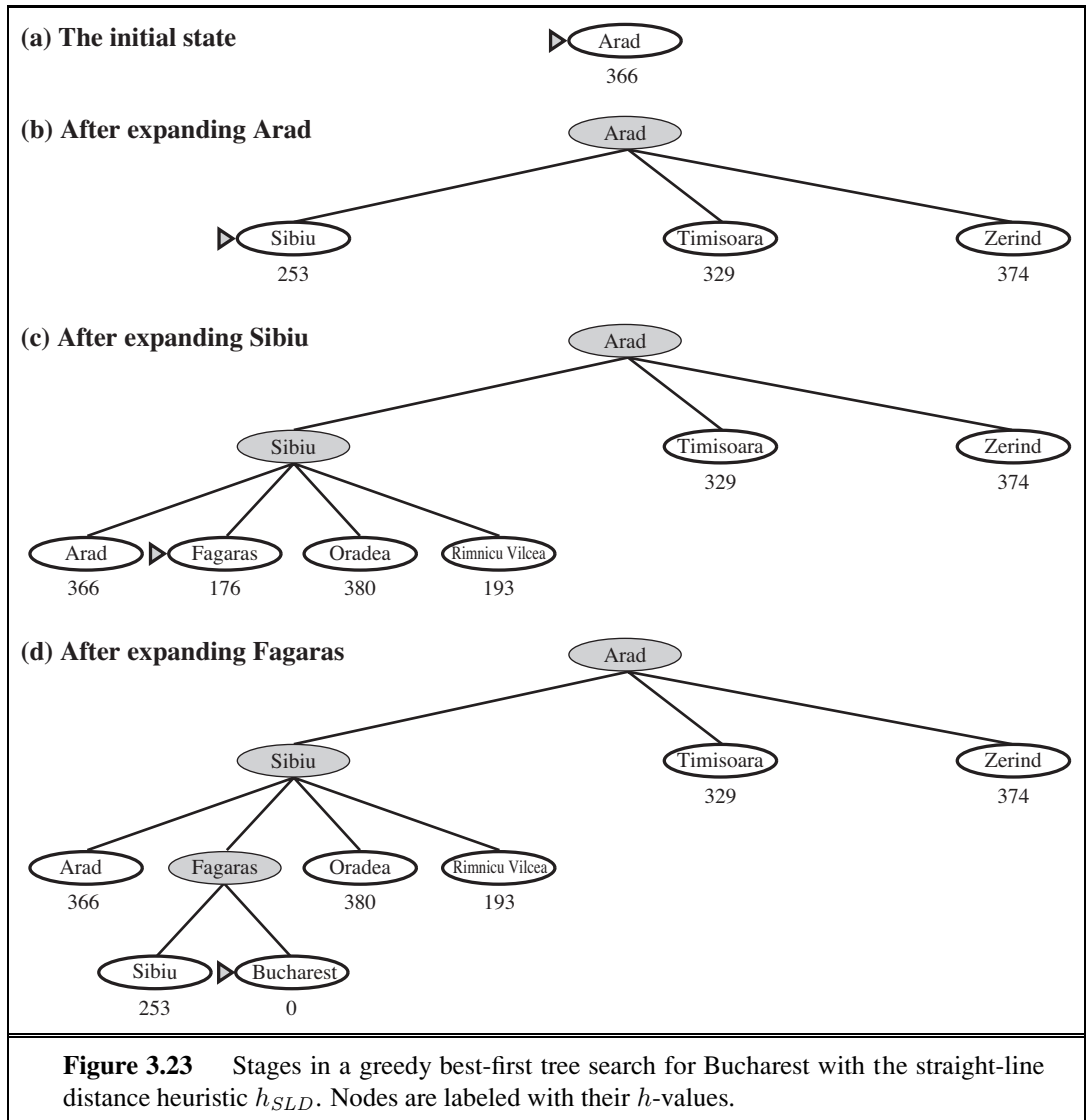 (a) The initial state
Arad
366
(b) After expanding Arad
Arad
Sibiu Timisoara Zerind
253 329 374
(c) After expanding Sibiu
Arad
Sibiu Timisoara Zerind
329 374
Arad Fagaras Oradea Rimnicu Vilcea
366 176 380 193
(d) After expanding Fagaras
Arad
Sibiu Timisoara Zerind
329 374
Arad Fagaras Oradea Rimnicu Vilcea
366 380 193
Sibiu Bucharest
253 0
Figure 3.23 Stages in a greedy best-first tree search for Bucharest with the straight-line
distance heuristic h_{SLD}. Nodes are labeled with their h-values.